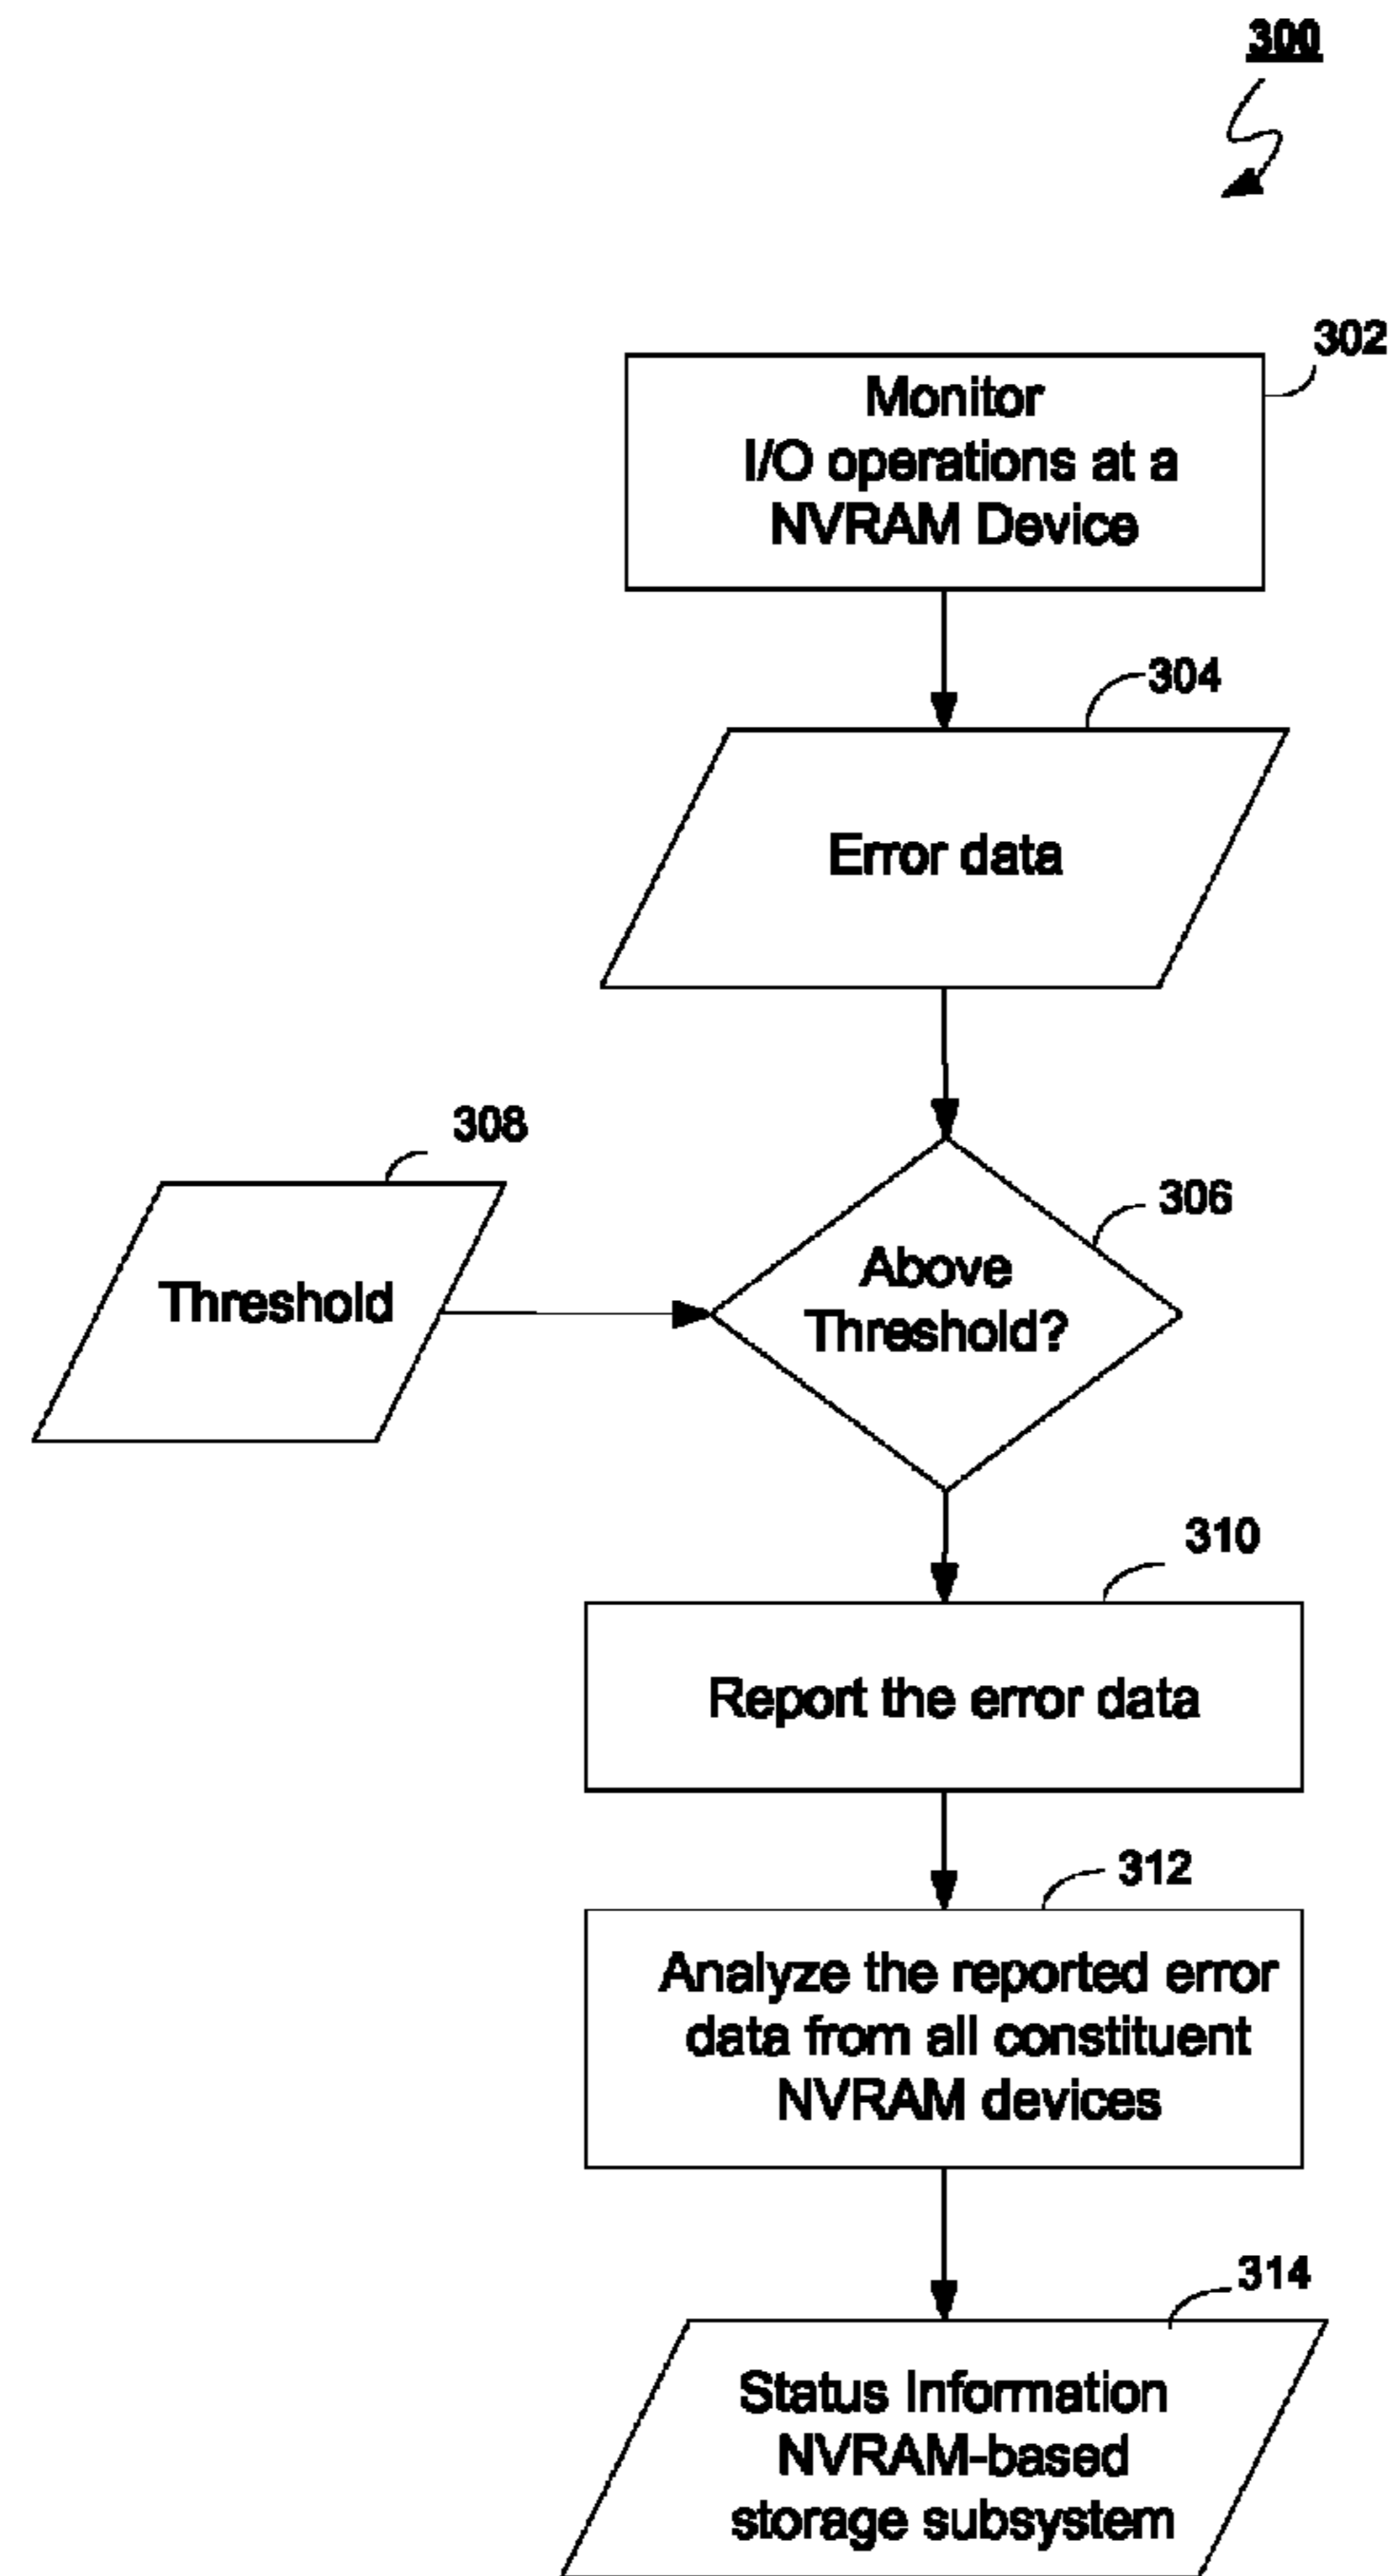 300
302
Monitor
I/O operations at a
NVRAM Device
304
Error data
308
306
Threshold
Above
Threshold?
310
Report the error data
312
Analyze the reported error
data from all constituent
NVRAM devices
314
Status Information
NVRAM-based
storage subsystem